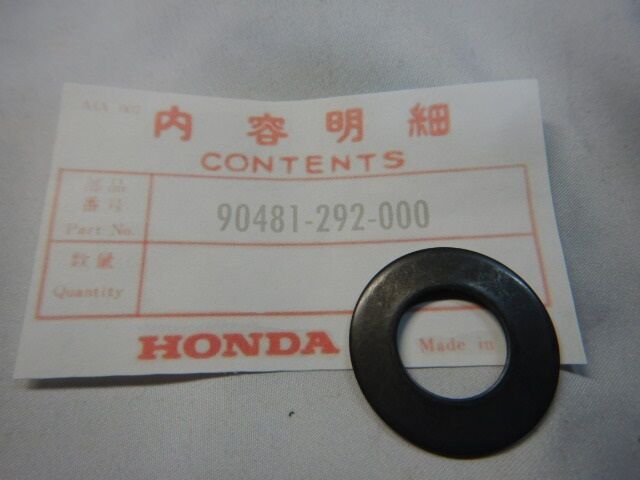 内容明細
CONTENTS
部品
番号
Part No.
90481-292-000
数量
Quantity
HONDA
Made in